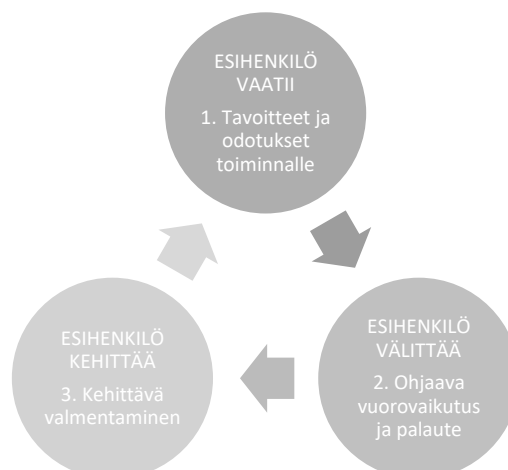 ESIHENKILÖ
VAATII
1. Tavoitteet ja
odotukset
toiminnalle
ESIHENKILÖ
VÄLITTÄÄ
2. Ohjaava
vuorovaikutus
ja palaute
ESIHENKILÖ
KEHITTÄÄ
3. Kehittävä
valmentaminen